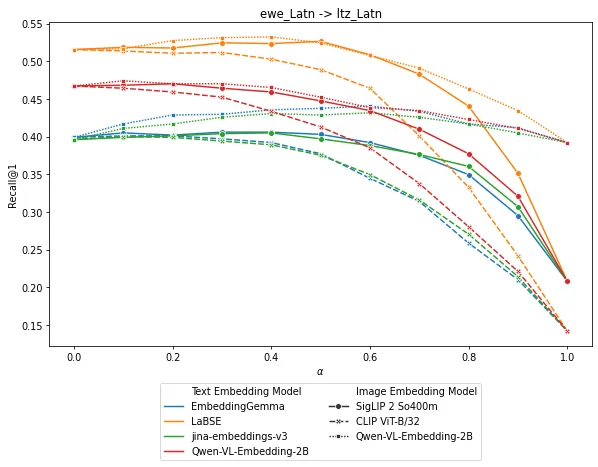 ewe_Latn -> ltz_Latn
Recall@1
0.55
0.50
0.45
0.40
0.35
0.30
0.25
0.20
0.15
0.0 0.2 0.4 0.6 0.8 1.0
α
Text Embedding Model
EmbeddingGemma
LaBSE
jina-embeddings-v3
Qwen-VL-Embedding-2B
Image Embedding Model
SigLIP 2 So400m
CLIP ViT-B/32
Qwen-VL-Embedding-2B